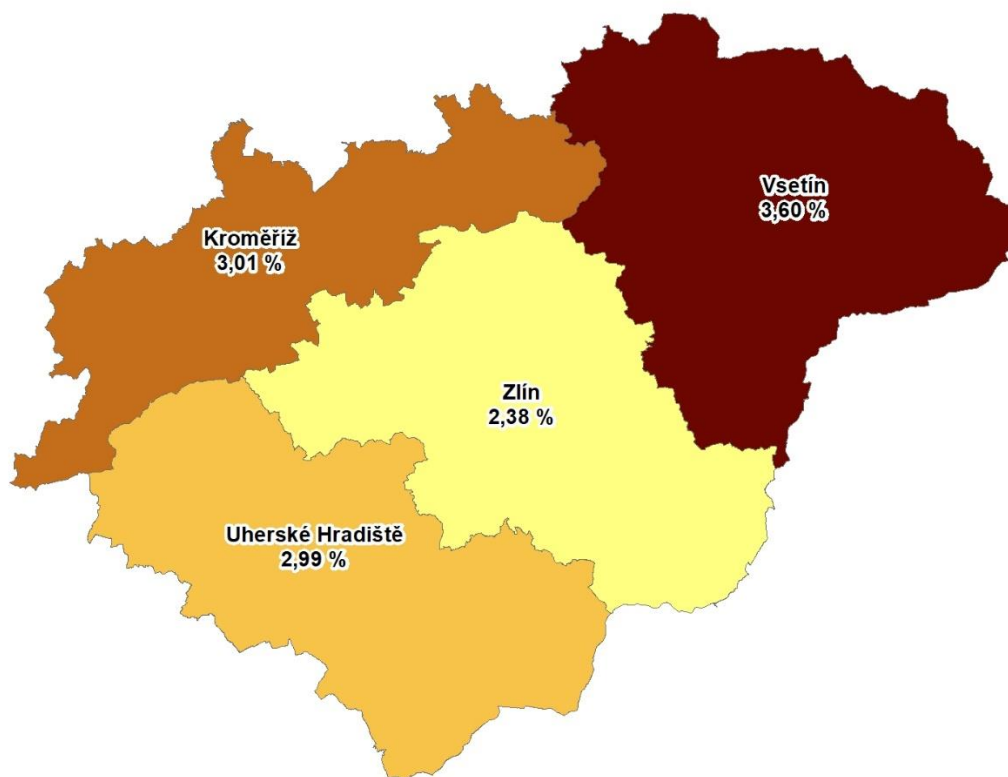 Vsetín
3,60 %
Kroměříž
3,01 %
Zlín
2,38 %
Uherské Hradiště
2,99 %